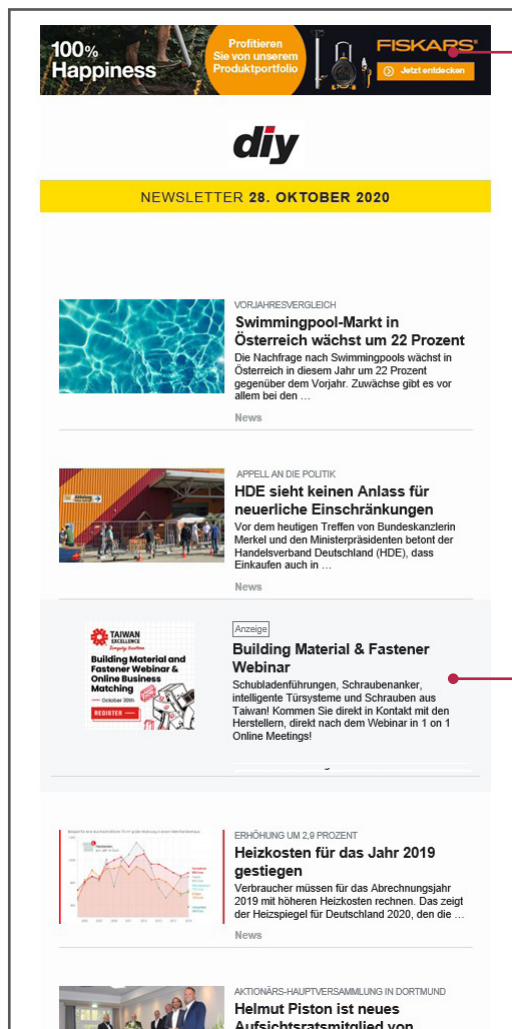 100%
Happiness
Profitieren
Sie von unserem
Produktportfolio
FISKARS®
Jetzt entdecken
diy
NEWSLETTER 28. OKTOBER 2020
VORJAHRESVERGLEICH
Swimmingpool-Markt in
Österreich wächst um 22 Prozent
Die Nachfrage nach Swimmingpools wächst in
Österreich in diesem Jahr um 22 Prozent
gegenüber dem Vorjahr. Zuwächse gibt es vor
allem bei den …
News
APPELL AN DIE POLITIK
HDE sieht keinen Anlass für
neuerliche Einschränkungen
Vor dem heutigen Treffen von Bundeskanzlerin
Merkel und den Ministerpräsidenten betont der
Handelsverband Deutschland (HDE), dass
Einkaufen auch in …
News
TAIWAN
EXCELLENCE
Building Material and
Fastener Webinar &
Online Business
Matching
October 20th
REGISTER
Anzeige
Building Material & Fastener
Webinar
Schubladenführungen, Schraubenanker,
intelligente Türsysteme und Schrauben aus
Taiwan! Kommen Sie direkt in Kontakt mit den
Herstellern, direkt nach dem Webinar in 1 on 1
Online Meetings!
ERHÖHUNG UM 2,9 PROZENT
Heizkosten für das Jahr 2019
gestiegen
Verbraucher müssen für das Abrechnungsjahr
2019 mit höheren Heizkosten rechnen. Das zeigt
der Heizspiegel für Deutschland 2020, den die …
News
AKTIONÄRS-HAUPTVERSAMMLUNG IN DORTMUND
Helmut Piston ist neues
Aufsichtsratsmitglied von